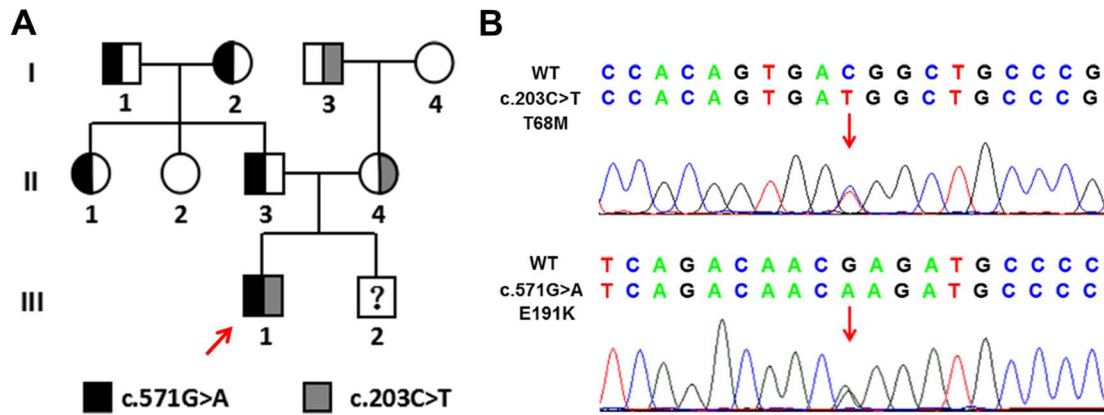 A
I
1 2 3 4
II
1 2 3 4
III
?
1 2
c.571G>A c.203C>T
B
WT C C A C A G T G A C G G C T G C C C G
c.203C>T C C A C A G T G A T G G C T G C C C G
T68M
WT T C A G A C A A C G A G A T G C C C C
c.571G>A T C A G A C A A C A A G A T G C C C C
E191K